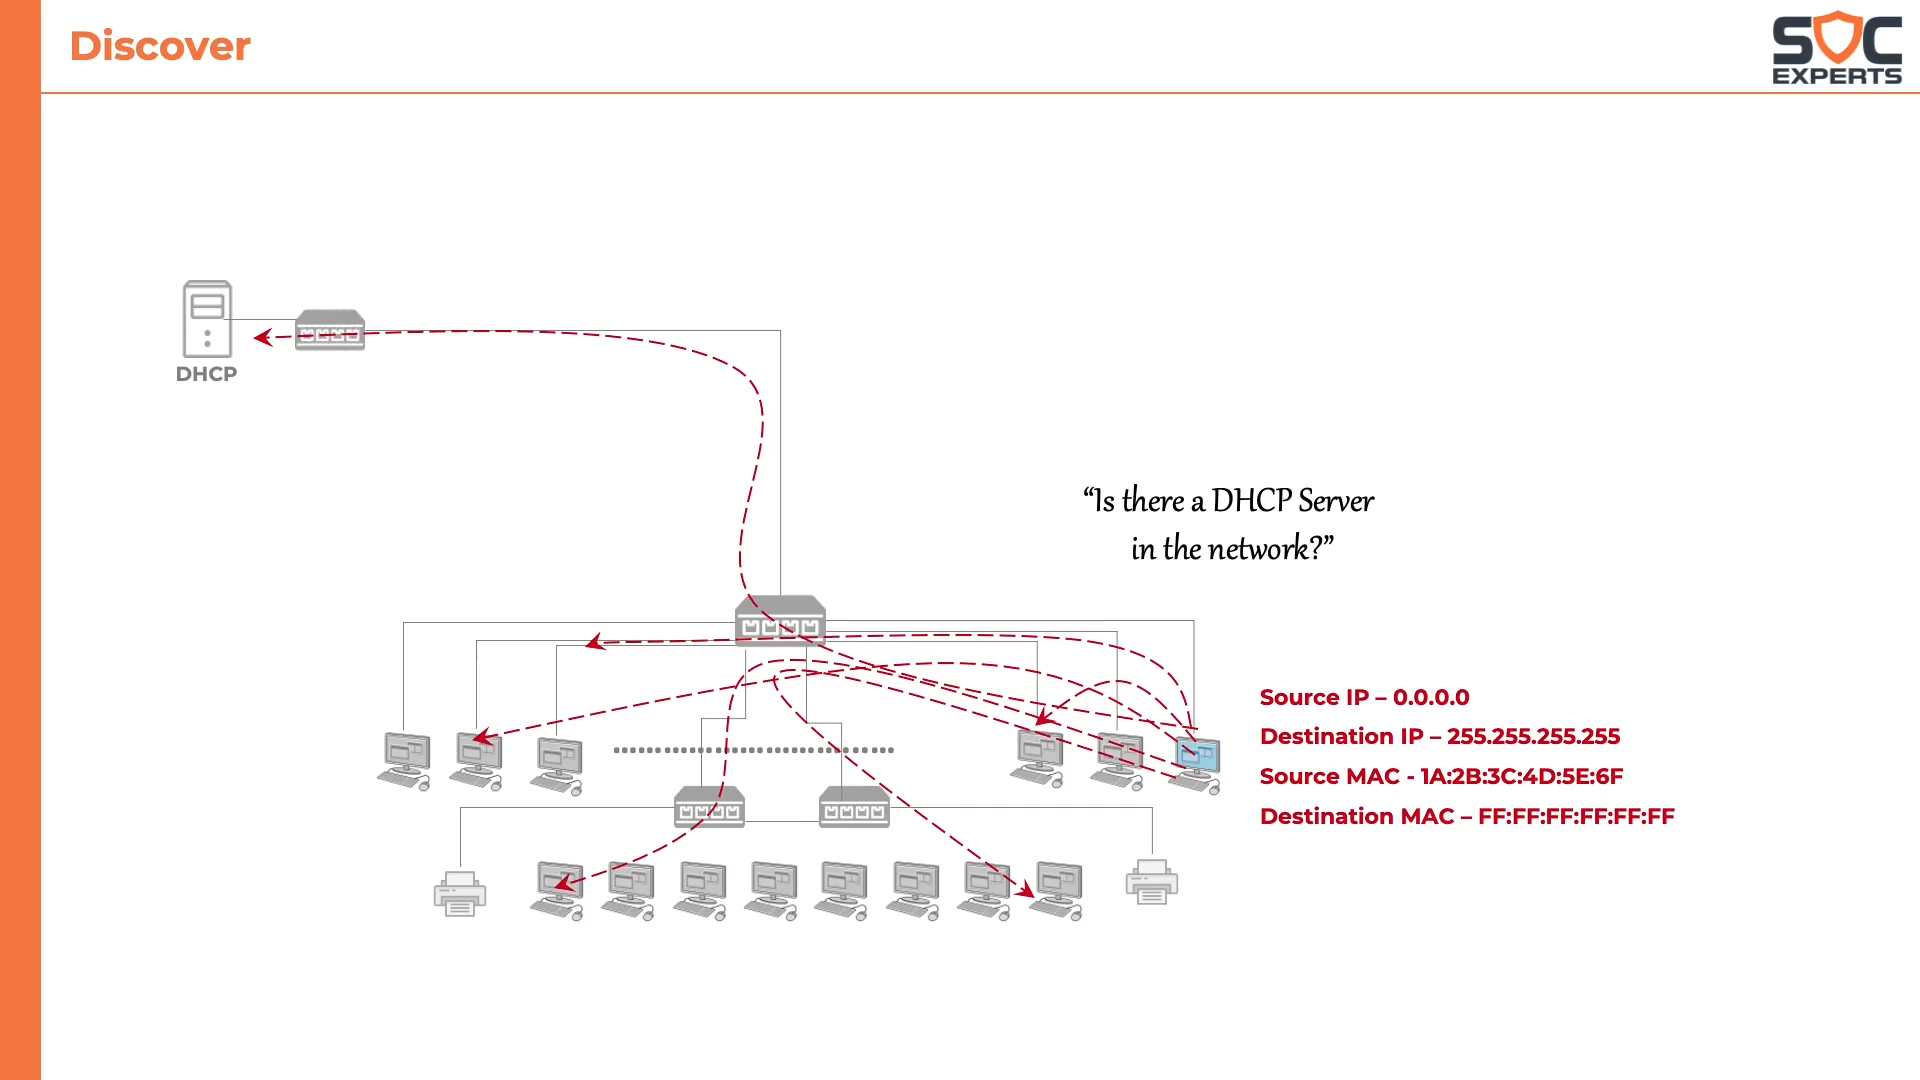 Discover
SOC
EXPERTS
DHCP
“Is there a DHCP Server
in the network?”
Source IP – 0.0.0.0
Destination IP – 255.255.255.255
Source MAC - 1A:2B:3C:4D:5E:6F
Destination MAC – FF:FF:FF:FF:FF:FF